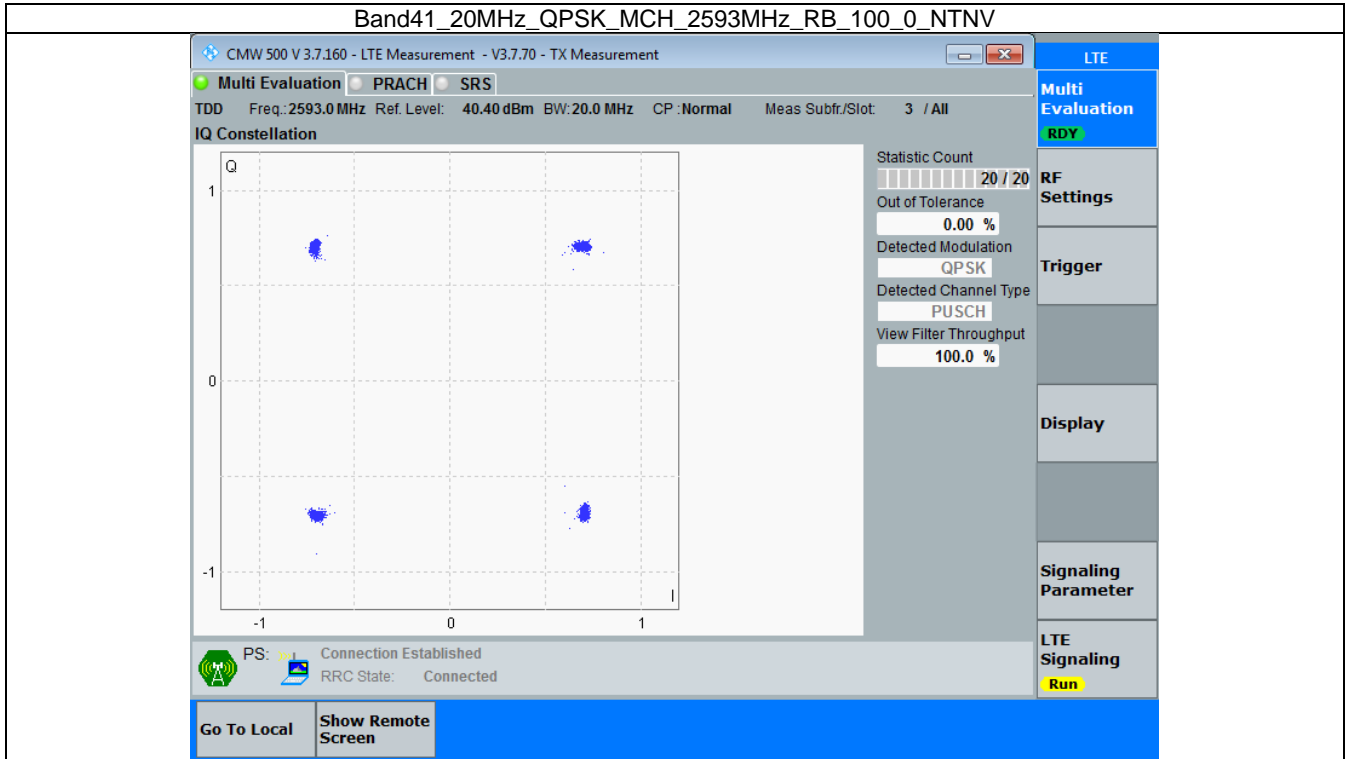 Band41_20MHz_QPSK_MCH_2593MHz_RB_100_0_NTNV
CMW 500 V 3.7.160 - LTE Measurement - V3.7.70 - TX Measurement
LTE
Multi Evaluation PRACH SRS
TDD Freg.:2593.0 MHz Ref. Level: 40.40 dBm BW:20.0 MHz CP :Normal Meas Subfr./Slot: 3 / All
IQ Constellation
Q
1
0
-1
I
-1 0 1
Statistic Count
20 / 20
Out of Tolerance
0.00 %
Detected Modulation
QPSK
Detected Channel Type
PUSCH
View Filter Throughput
100.0 %
Multi
Evaluation
RDY
RF
Settings
Trigger
Display
Signaling
Parameter
LTE
Signaling
Run
PS: Connection Established
RRC State: Connected
Go To Local
Show Remote
Screen